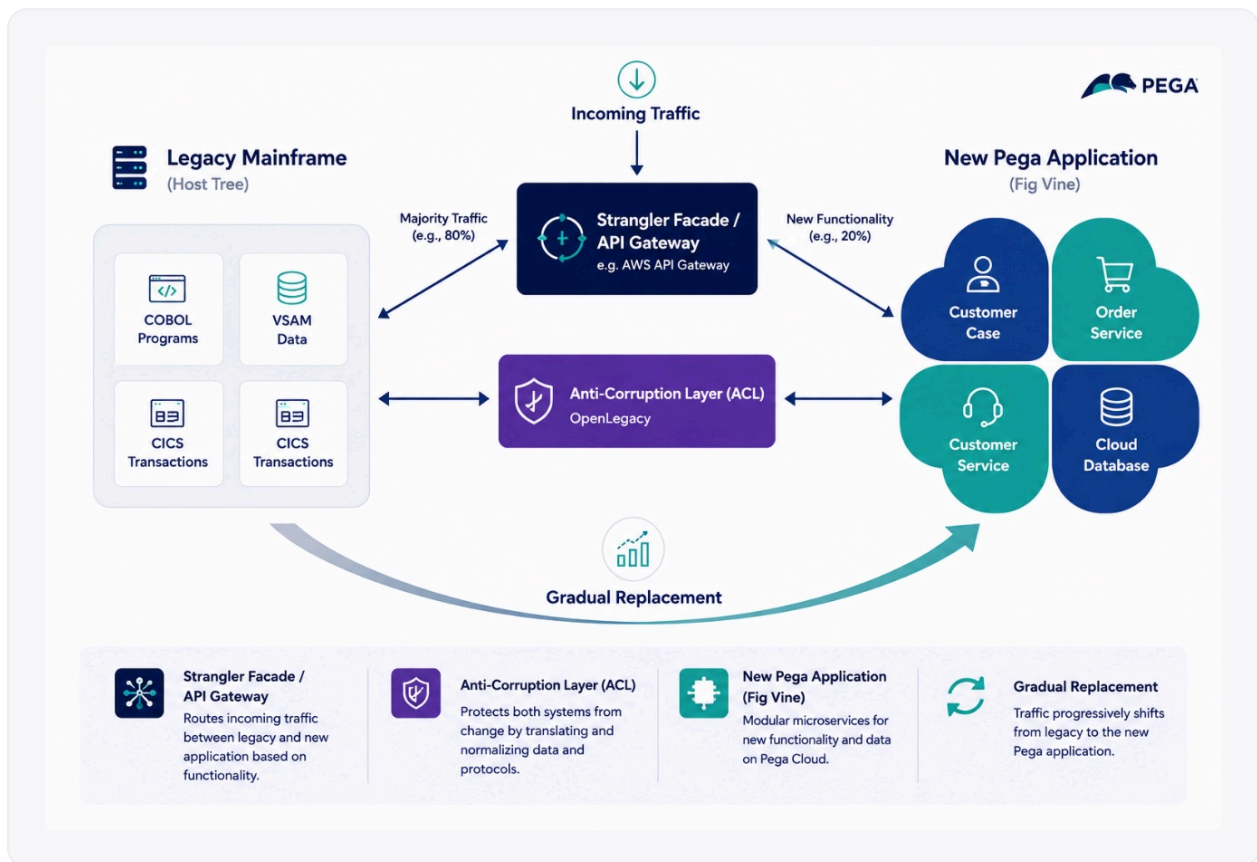 Incoming Traffic
PEGA
Legacy Mainframe
(Host Tree)
New Pega Application
(Fig Vine)
Majority Traffic
(e.g., 80%)
Strangler Facade /
API Gateway
e.g. AWS API Gateway
New Functionality
(e.g., 20%)
</>
COBOL
Programs
VSAM
Data
Customer
Case
Order
Service
Anti-Corruption Layer (ACL)
OpenLegacy
CICS
Transactions
CICS
Transactions
Customer
Service
Cloud
Database
Gradual Replacement
Strangler Facade /
API Gateway
Routes incoming traffic
between legacy and new
application based on
functionality.
Anti-Corruption Layer (ACL)
Protects both systems from
change by translating and
normalizing data and
protocols.
New Pega Application
(Fig Vine)
Modular microservices for
new functionality and data
on Pega Cloud.
Gradual Replacement
Traffic progressively shifts
from legacy to the new
Pega application.